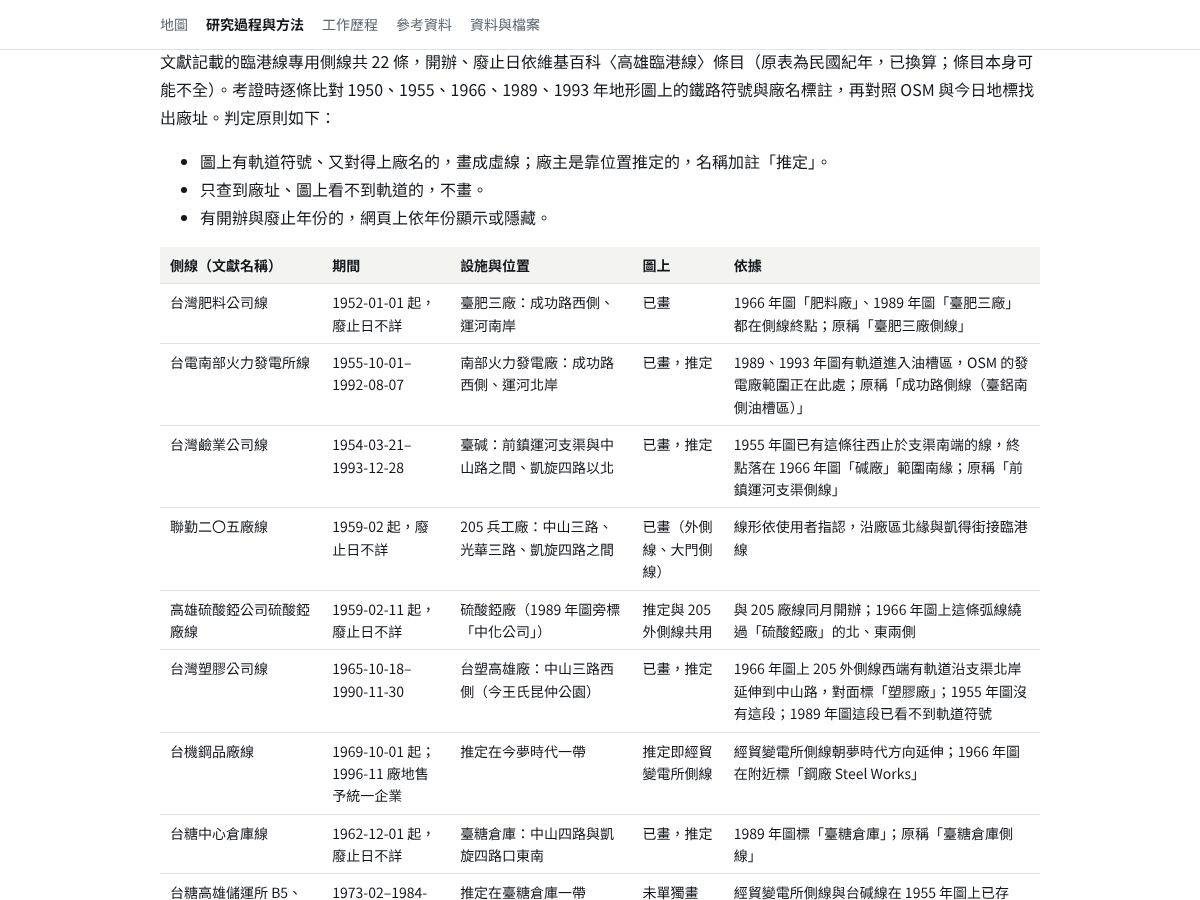 地圖 研究過程與方法 工作歷程 參考資料 資料與檔案
文獻記載的臨港線專用側線共 22 條，開辦、廢止日依維基百科〈高雄臨港線〉條目（原表為民國紀年，已換算；條目本身可
能不全）。考證時逐條比對 1950、1955、1966、1989、1993 年地形圖上的鐵路符號與廠名標註，再對照 OSM 與今日地標找
出廠址。判定原則如下：
• 圖上有軌道符號、又對得上廠名的，畫成虛線；廠主是靠位置推定的，名稱加註「推定」。
• 只查到廠址、圖上看不到軌道的，不畫。
• 有開辦與廢止年份的，網頁上依年份顯示或隱藏。
側線（文獻名稱） 期間 設施與位置 圖上 依據
台灣肥料公司線 1952-01-01 起， 臺肥三廠：成功路西側、 已畫 1966 年圖「肥料廠」、1989 年圖「臺肥三廠」
廢止日不詳 運河南岸 都在側線終點；原稱「臺肥三廠側線」
台電南部火力發電所線 1955-10-01– 南部火力發電廠：成功路 已畫，推定 1989、1993 年圖有軌道進入油槽區，OSM 的發
1992-08-07 西側、運河北岸 電廠範圍正在此處；原稱「成功路側線（臺鋁南
側油槽區）」
台灣鹼業公司線 1954-03-21– 臺碱：前鎮運河支渠與中 已畫，推定 1955 年圖已有這條往西止於支渠南端的線，終
1993-12-28 山路之間、凱旋四路以北 點落在 1966 年圖「碱廠」範圍南緣；原稱「前
鎮運河支渠側線」
聯勤二〇五廠線 1959-02 起，廢 205 兵工廠：中山三路、 已畫（外側 線形依使用者指認，沿廠區北緣與凱得街接臨港
止日不詳 光華三路、凱旋四路之間 線、大門側 線
線）
高雄硫酸錏公司硫酸錏 1959-02-11 起， 硫酸錏廠（1989 年圖旁標 推定與 205 與 205 廠線同月開辦；1966 年圖上這條弧線繞
廠線 廢止日不詳 「中化公司」） 外側線共用 過「硫酸錏廠」的北、東兩側
台灣塑膠公司線 1965-10-18– 台塑高雄廠：中山三路西 已畫，推定 1966 年圖上 205 外側線西端有軌道沿支渠北岸
1990-11-30 側（今王氏昆仲公園） 延伸到中山路，對面標「塑膠廠」；1955 年圖沒
有這段；1989 年圖這段已看不到軌道符號
台機鋼品廠線 1969-10-01 起； 推定在今夢時代一帶 推定即經貿 經貿變電所側線朝夢時代方向延伸；1966 年圖
1996-11 廠地售 變電所側線 在附近標「鋼廠 Steel Works」
予統一企業
台糖中心倉庫線 1962-12-01 起， 臺糖倉庫：中山四路與凱 已畫，推定 1989 年圖標「臺糖倉庫」；原稱「臺糖倉庫側
廢止日不詳 旋四路口東南 線」
台糖高雄儲運所 B5、 1973-02–1984- 推定在臺糖倉庫一帶 未單獨畫 經貿變電所側線與台碱線在 1955 年圖上已存